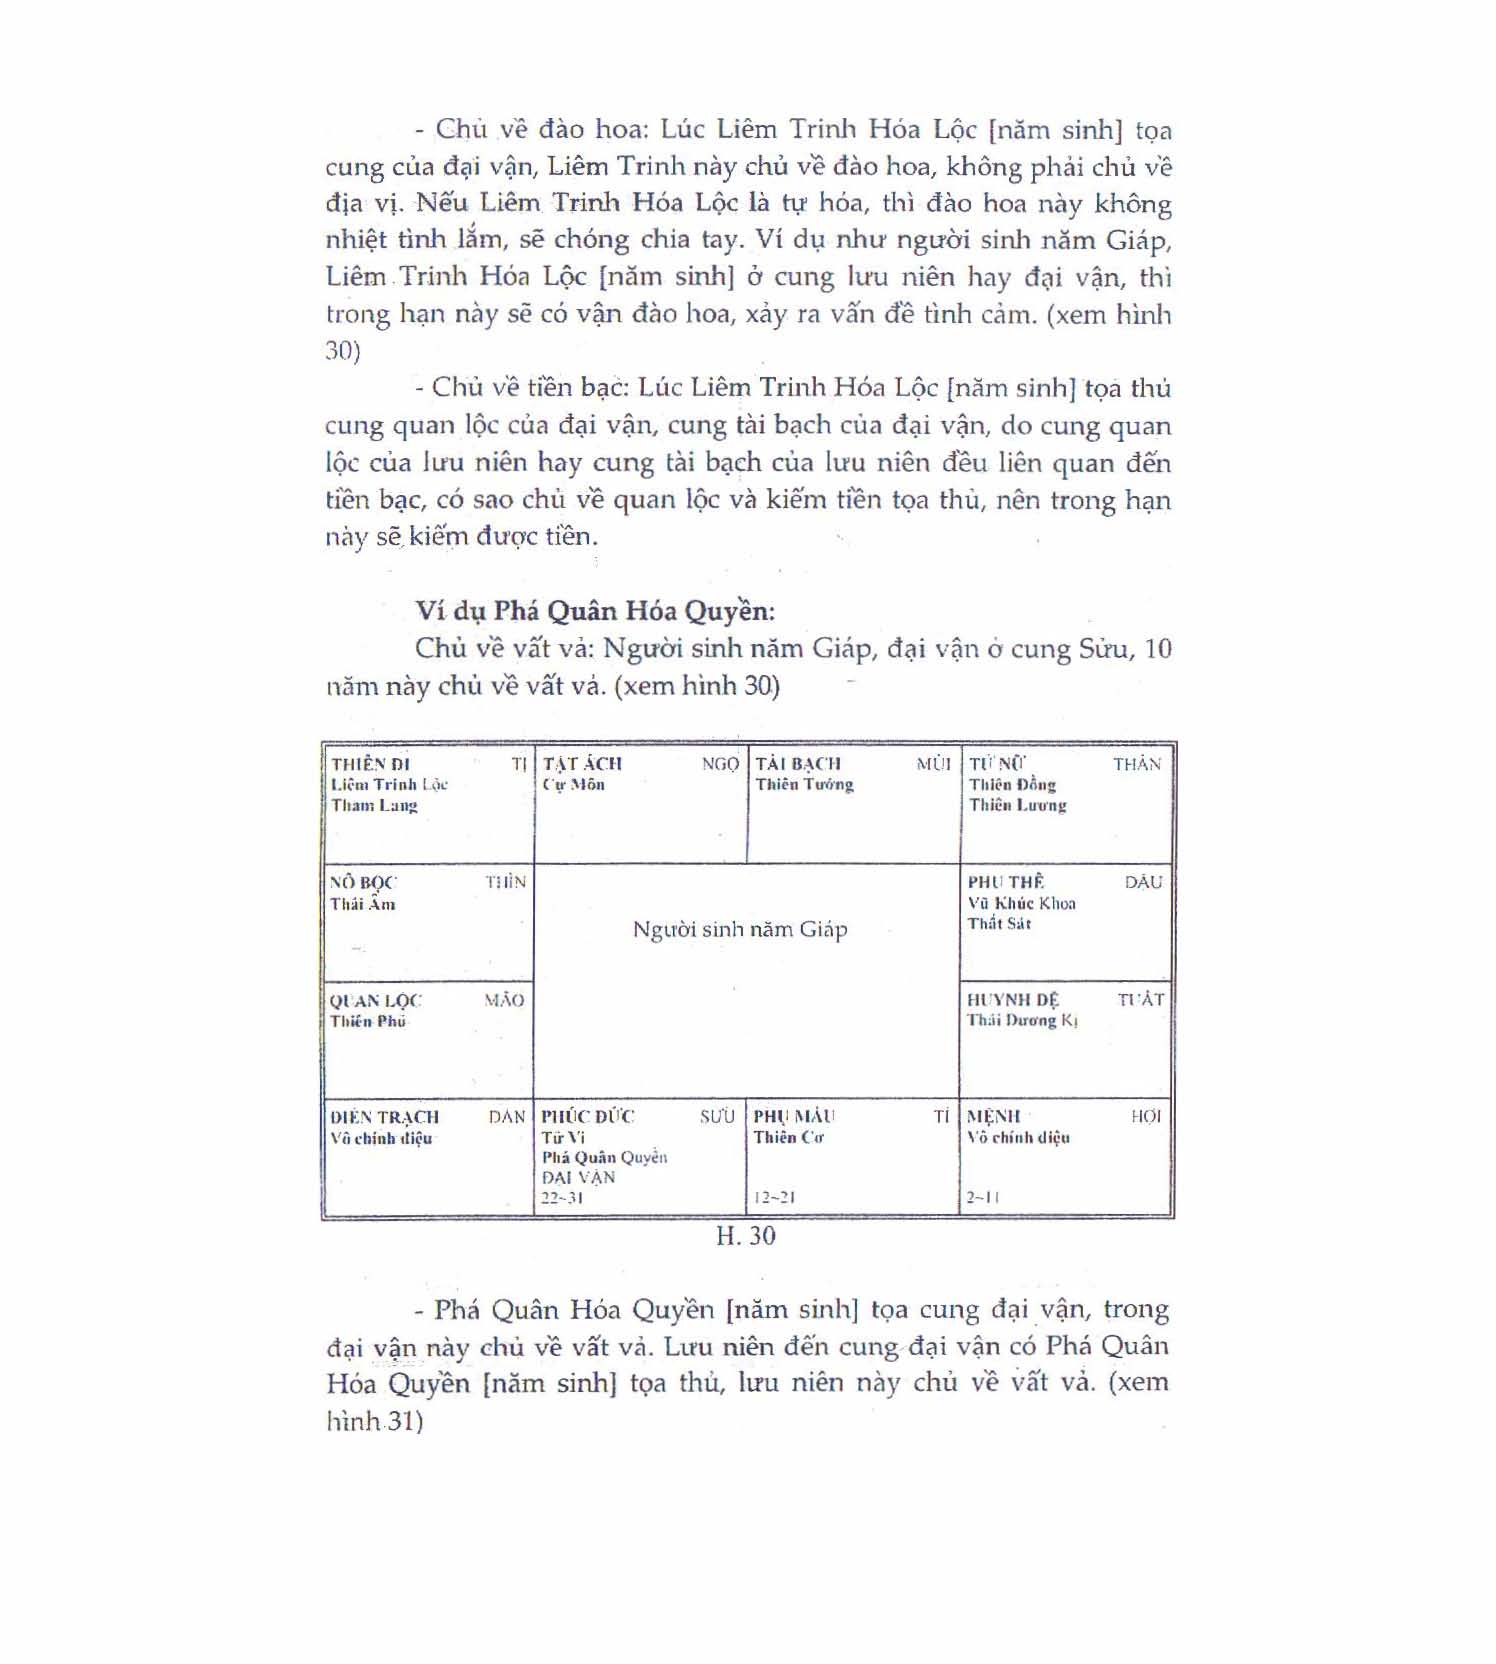 - Chủ về đào hoa: Lúc Liêm Trinh Hóa Lộc [năm sinh] tọa
cung của đại vận, Liêm Trinh này chủ về đào hoa, không phải chủ về
địa vị. Nếu Liêm Trinh Hóa Lộc là tự hóa, thì đào hoa này không
nhiệt tình lắm, sẽ chóng chia tay. Ví dụ như người sinh năm Giáp,
Liêm Trinh Hóa Lộc [năm sinh] ở cung lưu niên hay đại vận, thì
trong hạn này sẽ có vận đào hoa, xảy ra vấn đề tình cảm. (xem hình
30)
- Chủ về tiền bạc: Lúc Liêm Trinh Hóa Lộc [năm sinh] tọa thủ
cung quan lộc của đại vận, cung tài bạch của đại vận, do cung quan
lộc của lưu niên hay cung tài bạch của lưu niên đều liên quan đến
tiền bạc, có sao chủ về quan lộc và kiếm tiền tọa thủ, nên trong hạn
này sẽ kiếm được tiền.
Ví dụ Phá Quân Hóa Quyền:
Chủ về vất vả: Người sinh năm Giáp, đại vận ở cung Sửu, 10
năm này chủ về vất vả. (xem hình 30)
THIÊN DI TỊ TẬT ÁCH NGỌ TÀI BẠCH MÙI TỬ NỮ THÂN
Liêm Trinh Lộc Cự Môn Thiên Tướng Thiên Đồng
Tham Lang Thiên Lương
NÔ BỘC THÌN PHU THÊ DẬU
Thái Âm Vũ Khúc Khoa
Thất Sát
Người sinh năm Giáp
QUAN LỘC MÃO HUYNH ĐỆ TUẤT
Thiên Phủ Thái Dương Kị
ĐIỀN TRẠCH DẦN PHÚC ĐỨC SỬU PHỤ MẪU TÍ MỆNH HỢI
Vô chính diệu Tử Vi Thiên Cơ Vô chính diệu
Phá Quân Quyền
ĐẠI VẬN
22~31 12~21 2~11
H. 30
- Phá Quân Hóa Quyền [năm sinh] tọa cung đại vận, trong
đại vận này chủ về vất vả. Lưu niên đến cung đại vận có Phá Quân
Hóa Quyền [năm sinh] tọa thủ, lưu niên này chủ về vất vả. (xem
hình 31)